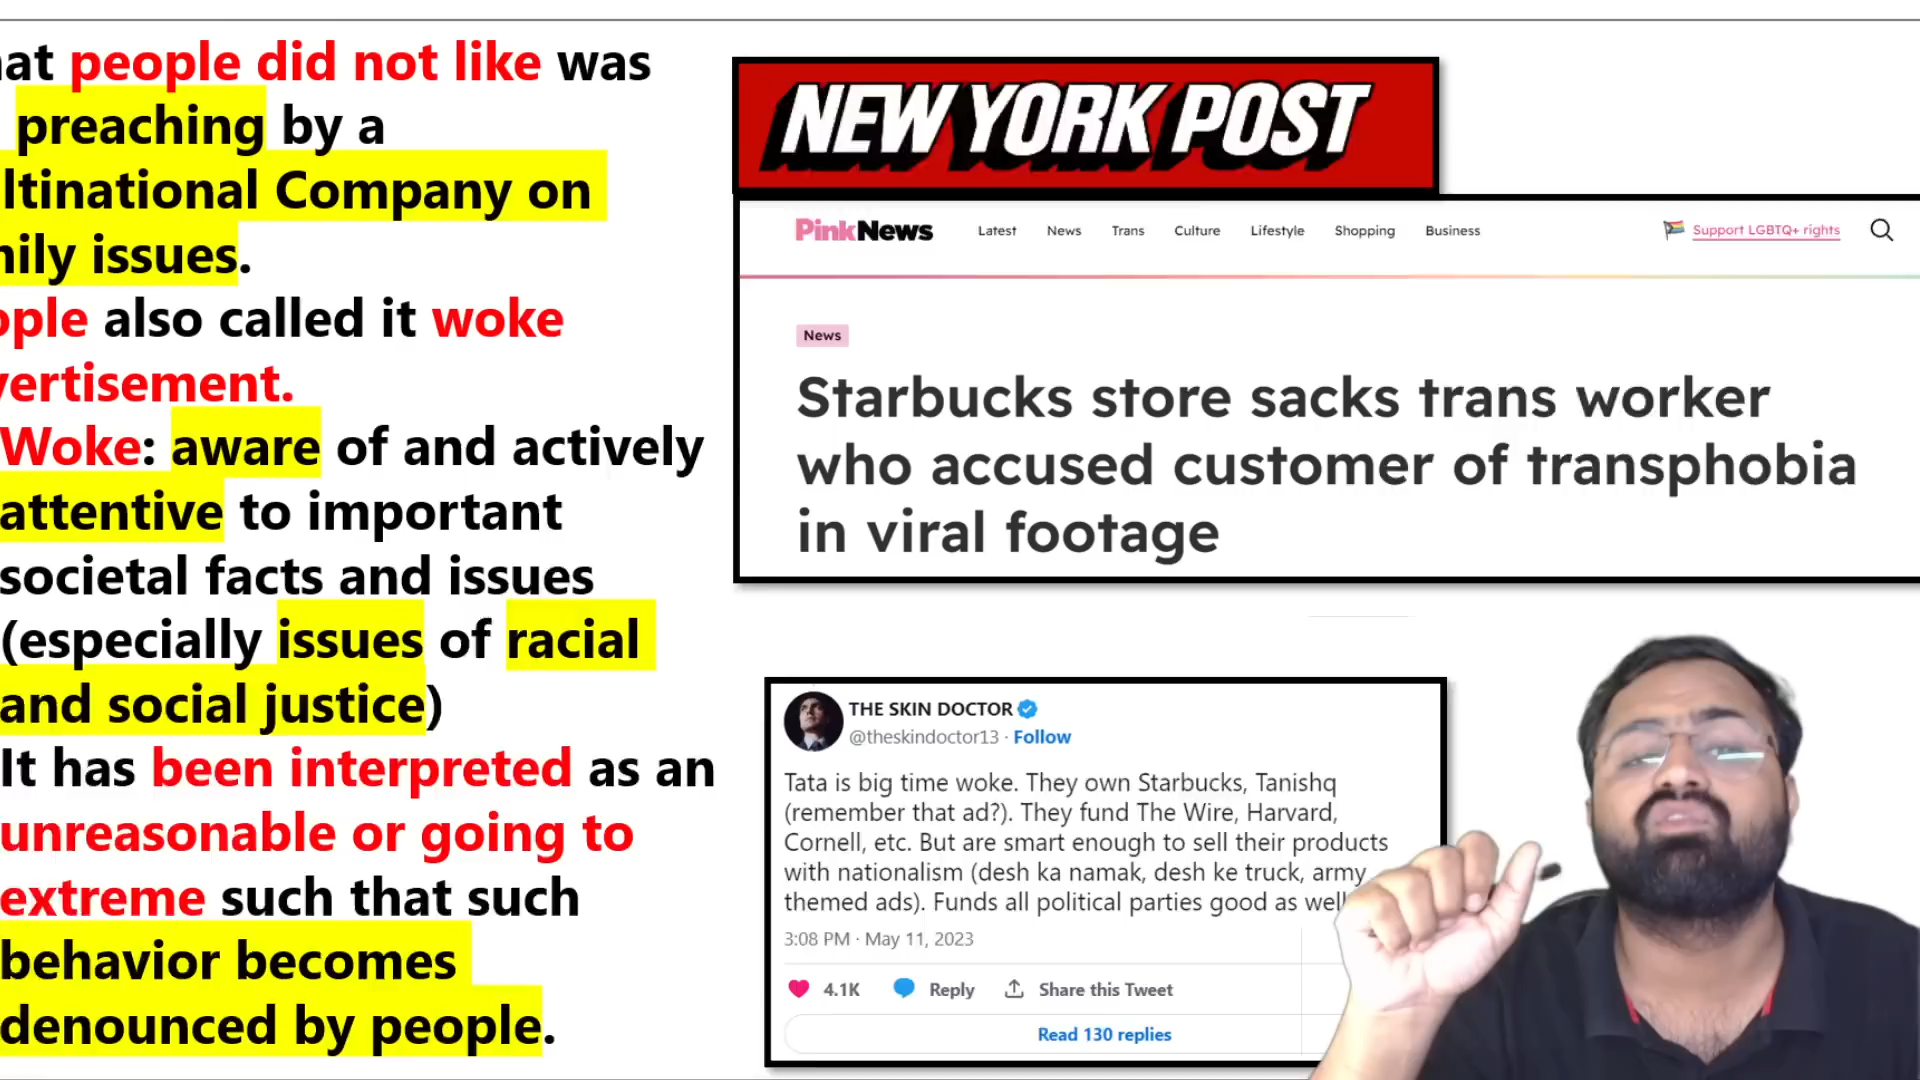 people did not like was
preaching by a
Company on
issues.
also called it woke
Woke: aware of and actively
attentive to important
societal facts and issues
(especially issues of racial
and social justice)
It has been interpreted as an
unreasonable or going to
extreme such that such
behavior becomes
denounced by people.
NEW YORK POST
PinkNews Latest News Trans Culture Lifestyle Shopping Business Support LGBTQ+ rights
News
Starbucks store sacks trans worker
who accused customer of transphobia
in viral footage
THE SKIN DOCTOR
@theskindoctor13 · Follow
Tata is big time woke. They own Starbucks, Tanishq
(remember that ad?). They fund The Wire, Harvard,
Cornell, etc. But are smart enough to sell their products
with nationalism (desh ka namak, desh ke truck, army
themed ads). Funds all political parties good as well
3:08 PM · May 11, 2023
4.1K Reply Share this Tweet
Read 130 replies